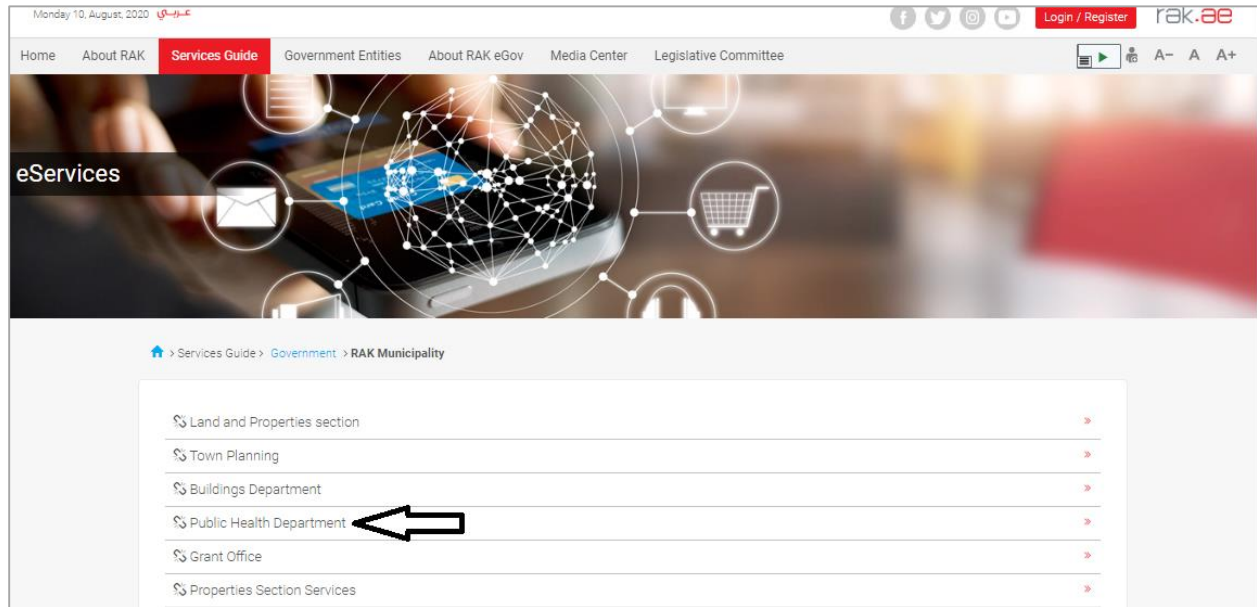 Monday 10, August, 2020 عربي Login / Register rak.ae
Home About RAK Services Guide Government Entities About RAK eGov Media Center Legislative Committee A- A A+
eServices
> Services Guide > Government > RAK Municipality
Land and Properties section »
Town Planning »
Buildings Department »
Public Health Department »
Grant Office »
Properties Section Services »